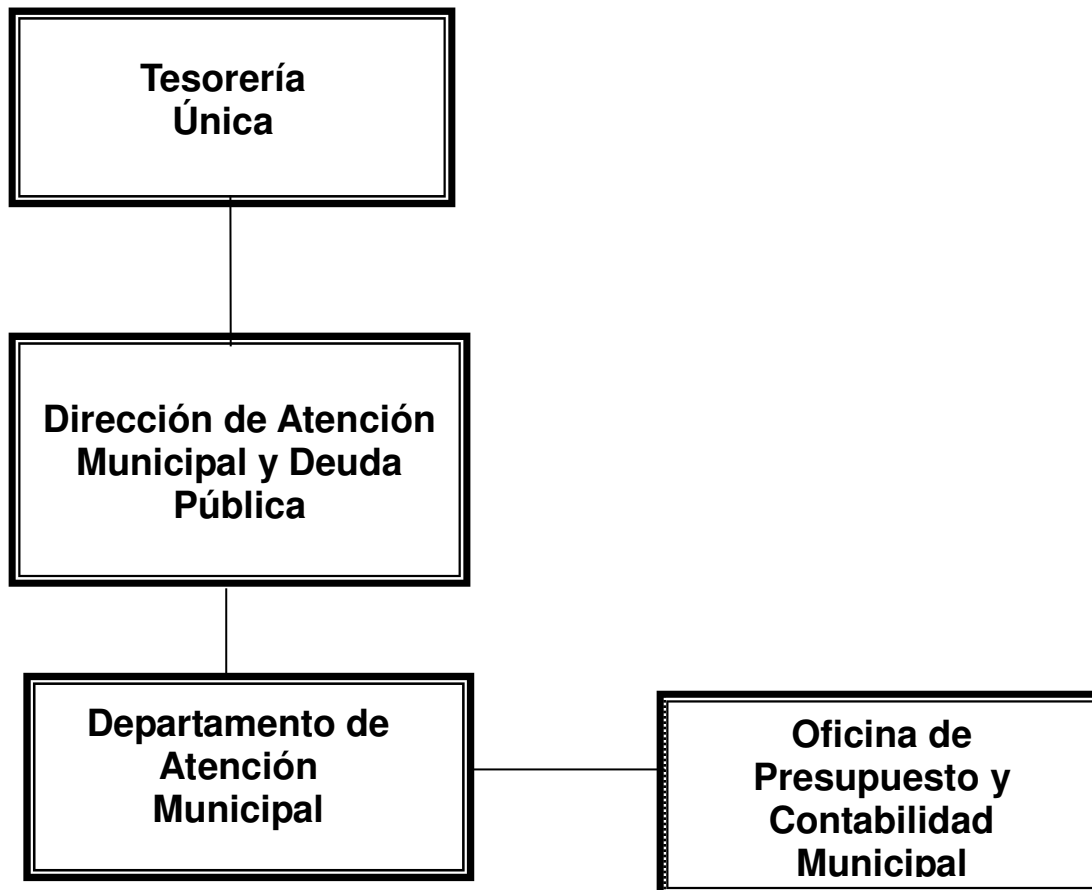 Tesorería
Única
Dirección de Atención
Municipal y Deuda
Pública
Departamento de
Atención
Municipal
Oficina de
Presupuesto y
Contabilidad
Municipal